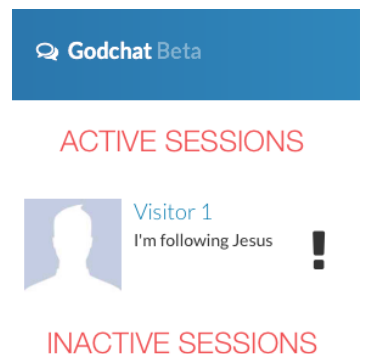 Godchat Beta
ACTIVE SESSIONS
Visitor 1
I'm following Jesus
!
INACTIVE SESSIONS